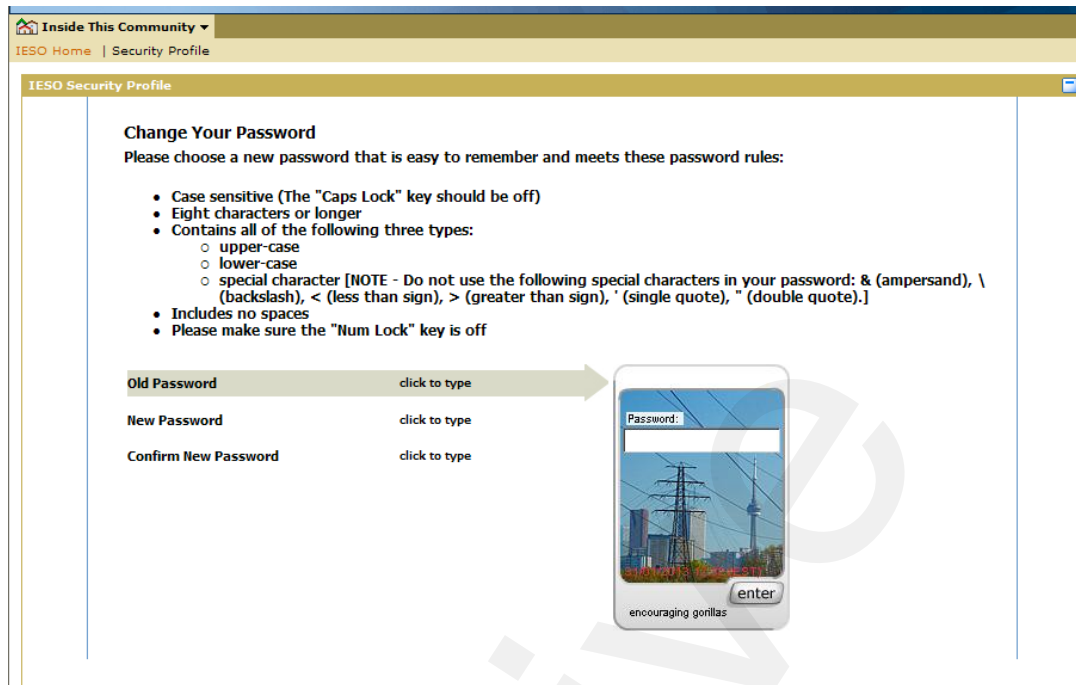 Inside This Community ▾
IESO Home | Security Profile
IESO Security Profile
Change Your Password
Please choose a new password that is easy to remember and meets these password rules:
• Case sensitive (The "Caps Lock" key should be off)
• Eight characters or longer
• Contains all of the following three types:
○ upper-case
○ lower-case
○ special character [NOTE - Do not use the following special characters in your password: & (ampersand), \
(backslash), < (less than sign), > (greater than sign), ' (single quote), " (double quote).]
• Includes no spaces
• Please make sure the "Num Lock" key is off
Old Password click to type
New Password click to type
Confirm New Password click to type
Password:
enter
encouraging gorillas